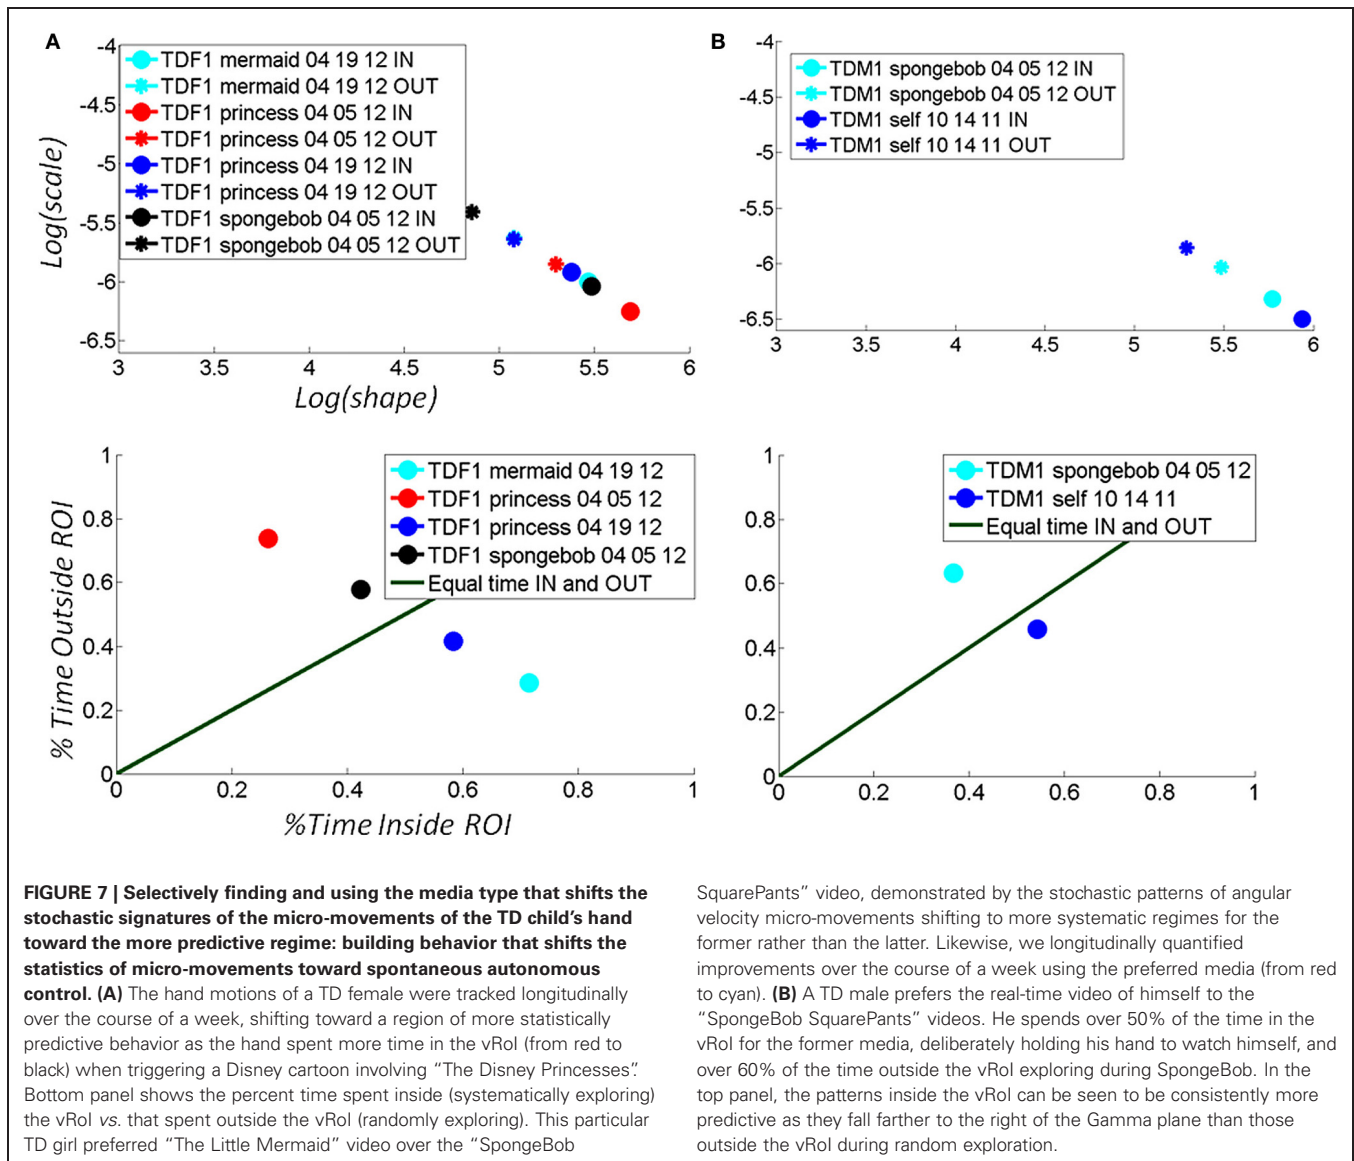 A
-4
-4.5
-5
-5.5
-6
-6.5
Log(scale)
TDF1 mermaid 04 19 12 IN
TDF1 mermaid 04 19 12 OUT
TDF1 princess 04 05 12 IN
TDF1 princess 04 05 12 OUT
TDF1 princess 04 19 12 IN
TDF1 princess 04 19 12 OUT
TDF1 spongebob 04 05 12 IN
TDF1 spongebob 04 05 12 OUT
3 3.5 4 4.5 5 5.5 6
Log(shape)
B
-4
-4.5
-5
-5.5
-6
-6.5
TDM1 spongebob 04 05 12 IN
TDM1 spongebob 04 05 12 OUT
TDM1 self 10 14 11 IN
TDM1 self 10 14 11 OUT
3 3.5 4 4.5 5 5.5 6
1
0.8
0.6
0.4
0.2
0
% Time Outside ROI
TDF1 mermaid 04 19 12
TDF1 princess 04 05 12
TDF1 princess 04 19 12
TDF1 spongebob 04 05 12
Equal time IN and OUT
0 0.2 0.4 0.6 0.8 1
%Time Inside ROI
1
0.8
0.6
0.4
0.2
0
TDM1 spongebob 04 05 12
TDM1 self 10 14 11
Equal time IN and OUT
0 0.2 0.4 0.6 0.8 1
FIGURE 7 | Selectively finding and using the media type that shifts the
stochastic signatures of the micro-movements of the TD child's hand
toward the more predictive regime: building behavior that shifts the
statistics of micro-movements toward spontaneous autonomous
control. (A) The hand motions of a TD female were tracked longitudinally
over the course of a week, shifting toward a region of more statistically
predictive behavior as the hand spent more time in the vRoI (from red to
black) when triggering a Disney cartoon involving "The Disney Princesses".
Bottom panel shows the percent time spent inside (systematically exploring)
the vRoI vs. that spent outside the vRoI (randomly exploring). This particular
TD girl preferred "The Little Mermaid" video over the "SpongeBob
SquarePants" video, demonstrated by the stochastic patterns of angular
velocity micro-movements shifting to more systematic regimes for the
former rather than the latter. Likewise, we longitudinally quantified
improvements over the course of a week using the preferred media (from red
to cyan). (B) A TD male prefers the real-time video of himself to the
"SpongeBob SquarePants" videos. He spends over 50% of the time in the
vRoI for the former media, deliberately holding his hand to watch himself, and
over 60% of the time outside the vRoI exploring during SpongeBob. In the
top panel, the patterns inside the vRoI can be seen to be consistently more
predictive as they fall farther to the right of the Gamma plane than those
outside the vRoI during random exploration.